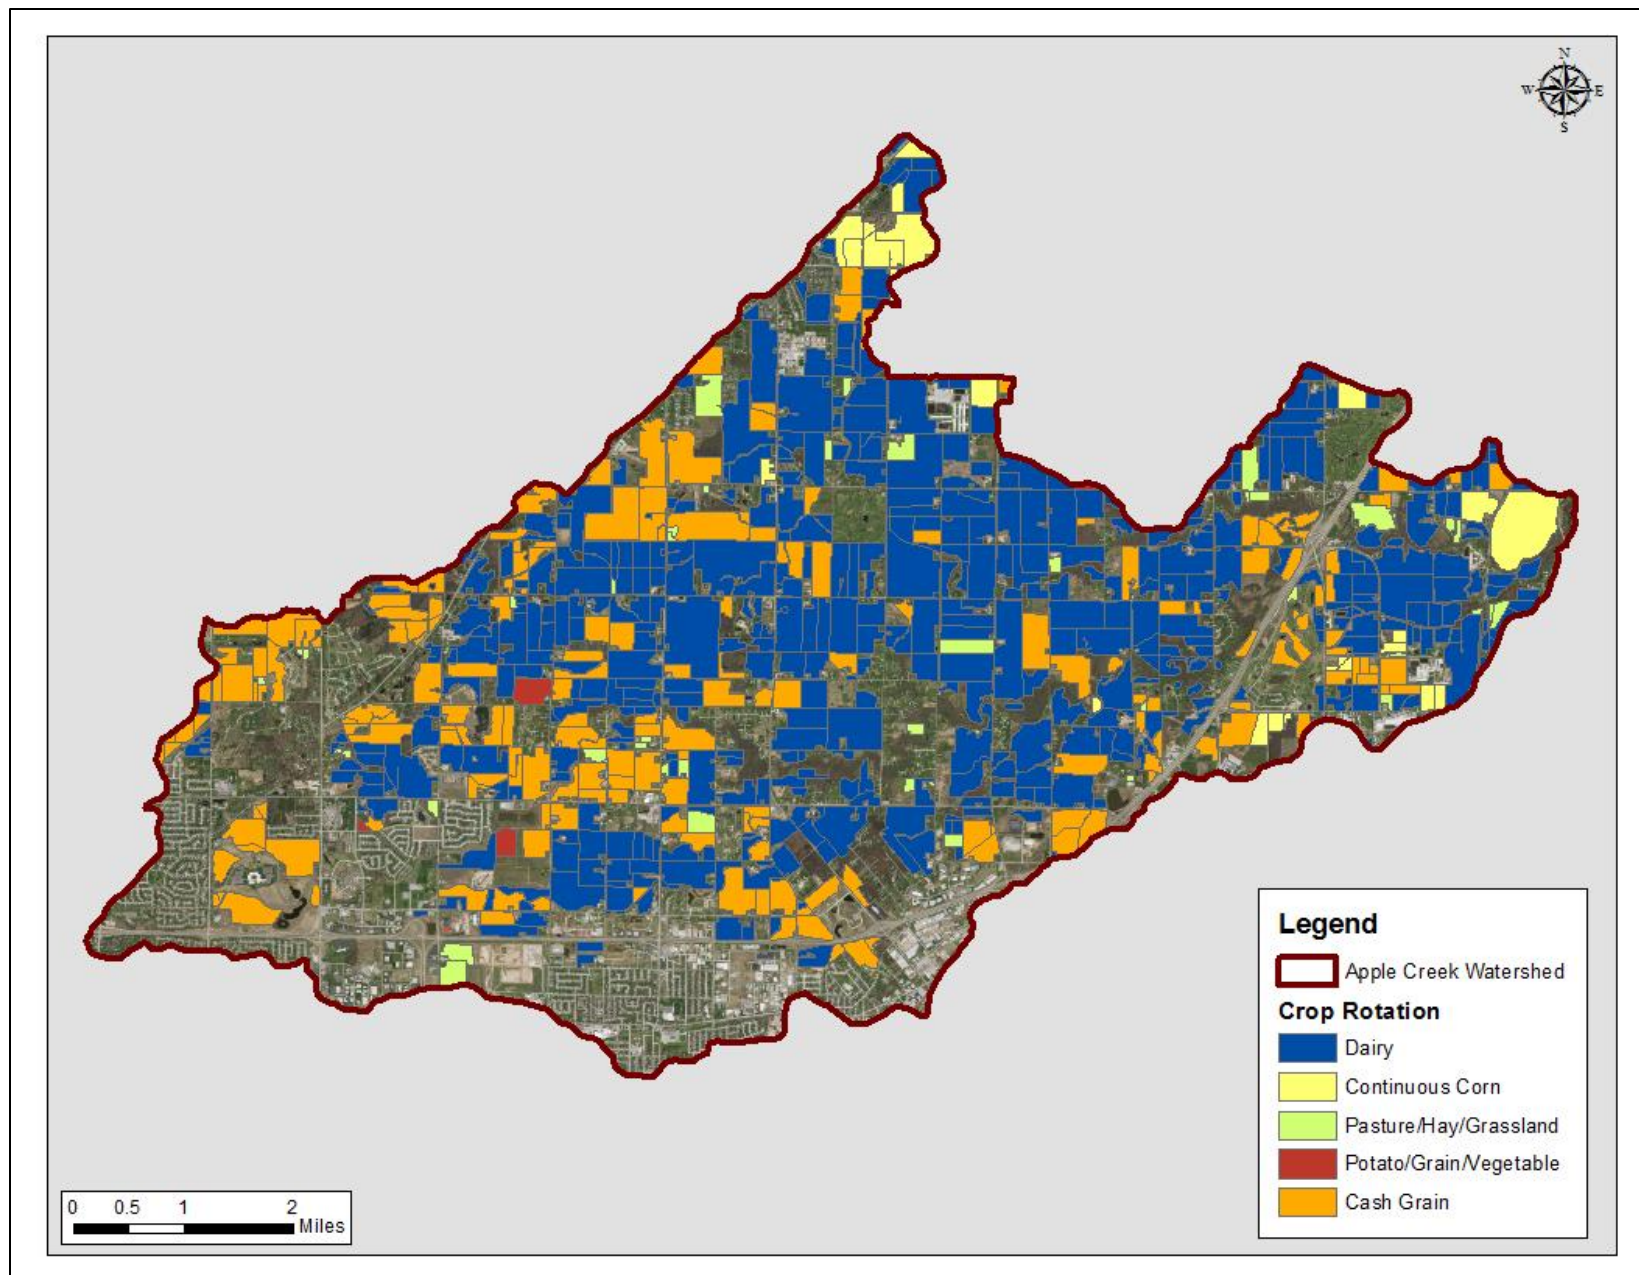 N
W E
S
Legend
Apple Creek Watershed
Crop Rotation
Dairy
Continuous Corn
Pasture/Hay/Grassland
Potato/Grain/Vegetable
Cash Grain
0 0.5 1 2
Miles